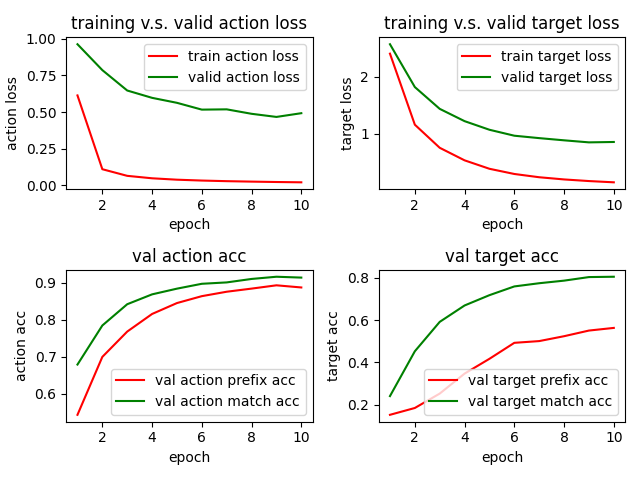 training v.s. valid action loss
1.00
0.75
0.50
0.25
0.00
action loss
train action loss
valid action loss
2
4
6
8
10
epoch
training v.s. valid target loss
2
1
target loss
train target loss
valid target loss
2
4
6
8
10
epoch
val action acc
0.9
0.8
0.7
0.6
action acc
val action prefix acc
val action match acc
2
4
6
8
10
epoch
val target acc
0.8
0.6
0.4
0.2
target acc
val target prefix acc
val target match acc
2
4
6
8
10
epoch